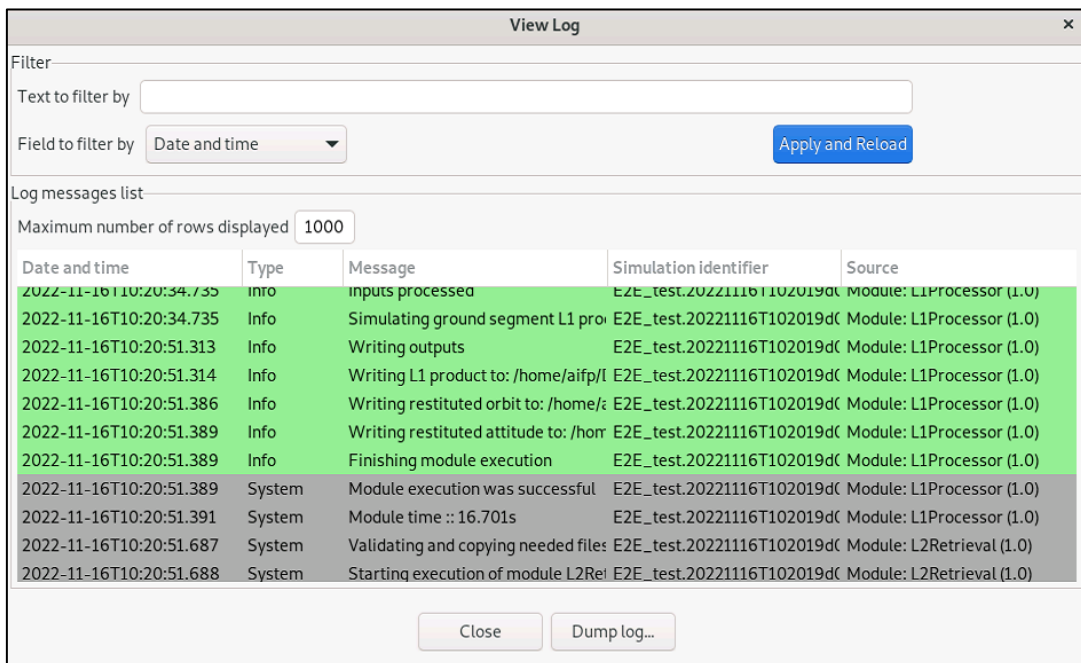 View Log ×
Filter
Text to filter by
Field to filter by Date and time Apply and Reload
Log messages list
Maximum number of rows displayed 1000
Date and time Type Message Simulation identifier Source
2022-11-16T10:20:34.735 Info Inputs processed E2E_test.20221116T102019d( Module: L1Processor (1.0)
2022-11-16T10:20:34.735 Info Simulating ground segment L1 pro E2E_test.20221116T102019d( Module: L1Processor (1.0)
2022-11-16T10:20:51.313 Info Writing outputs E2E_test.20221116T102019d( Module: L1Processor (1.0)
2022-11-16T10:20:51.314 Info Writing L1 product to: /home/aifp/ E2E_test.20221116T102019d( Module: L1Processor (1.0)
2022-11-16T10:20:51.386 Info Writing restituted orbit to: /home/a E2E_test.20221116T102019d( Module: L1Processor (1.0)
2022-11-16T10:20:51.389 Info Writing restituted attitude to: /hom E2E_test.20221116T102019d( Module: L1Processor (1.0)
2022-11-16T10:20:51.389 Info Finishing module execution E2E_test.20221116T102019d( Module: L1Processor (1.0)
2022-11-16T10:20:51.389 System Module execution was successful E2E_test.20221116T102019d( Module: L1Processor (1.0)
2022-11-16T10:20:51.391 System Module time :: 16.701s E2E_test.20221116T102019d( Module: L1Processor (1.0)
2022-11-16T10:20:51.687 System Validating and copying needed files E2E_test.20221116T102019d( Module: L2Retrieval (1.0)
2022-11-16T10:20:51.688 System Starting execution of module L2Ret E2E_test.20221116T102019d( Module: L2Retrieval (1.0)
Close Dump log...